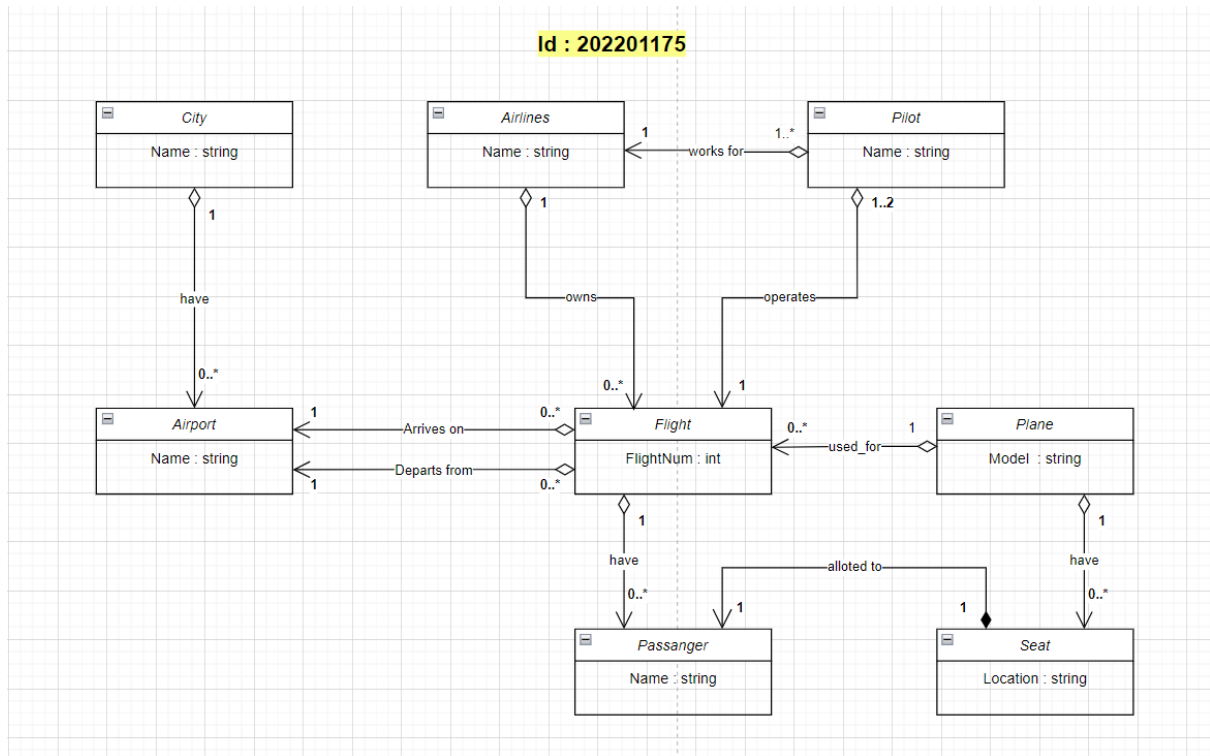 Id : 202201175
City
Name : string
Airlines
Name : string
Pilot
Name : string
1
works for
1..*
1
1
1..2
have
owns
operates
0..*
0..*
1
Airport
Name : string
1
Arrives on
0..*
1
Departs from
0..*
Flight
FlightNum : int
0..*
used_for
1
Plane
Model : string
1
1
have
alloted to
have
0..*
1
1
0..*
Passanger
Name : string
Seat
Location : string